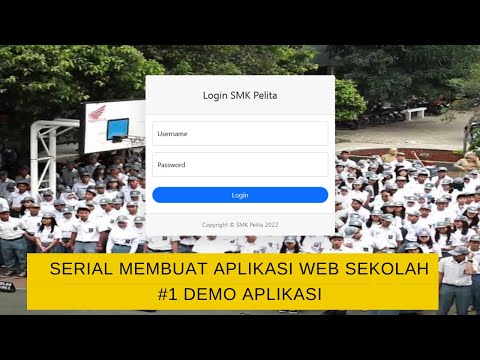 Login SMK Pelita
Username
Password
Login
Copyright © SMK Pelita 2022
SERIAL MEMBUAT APLIKASI WEB SEKOLAH
#1 DEMO APLIKASI